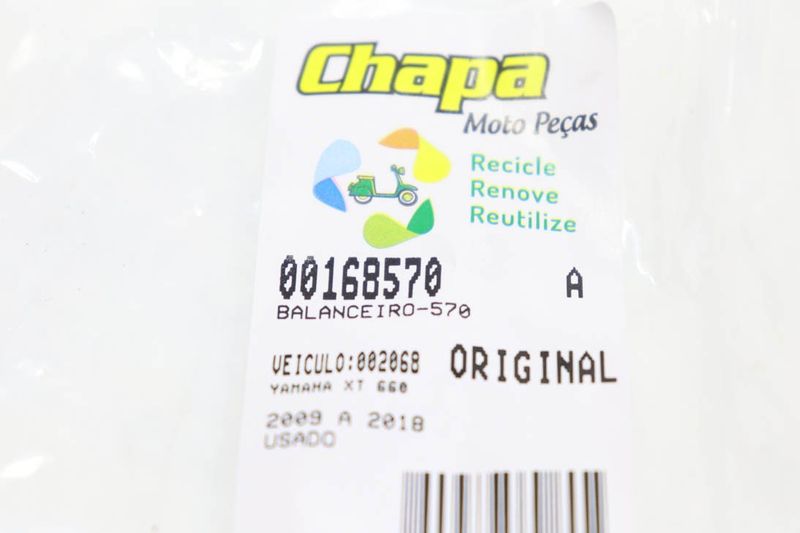 Chapa
Moto Peças
Recicle
Renove
Reutilize
00168570 A
BALANCEIRO-570
VEICULO:002068 ORIGINAL
YAMAHA XT 660
2009 A 2018
USADO